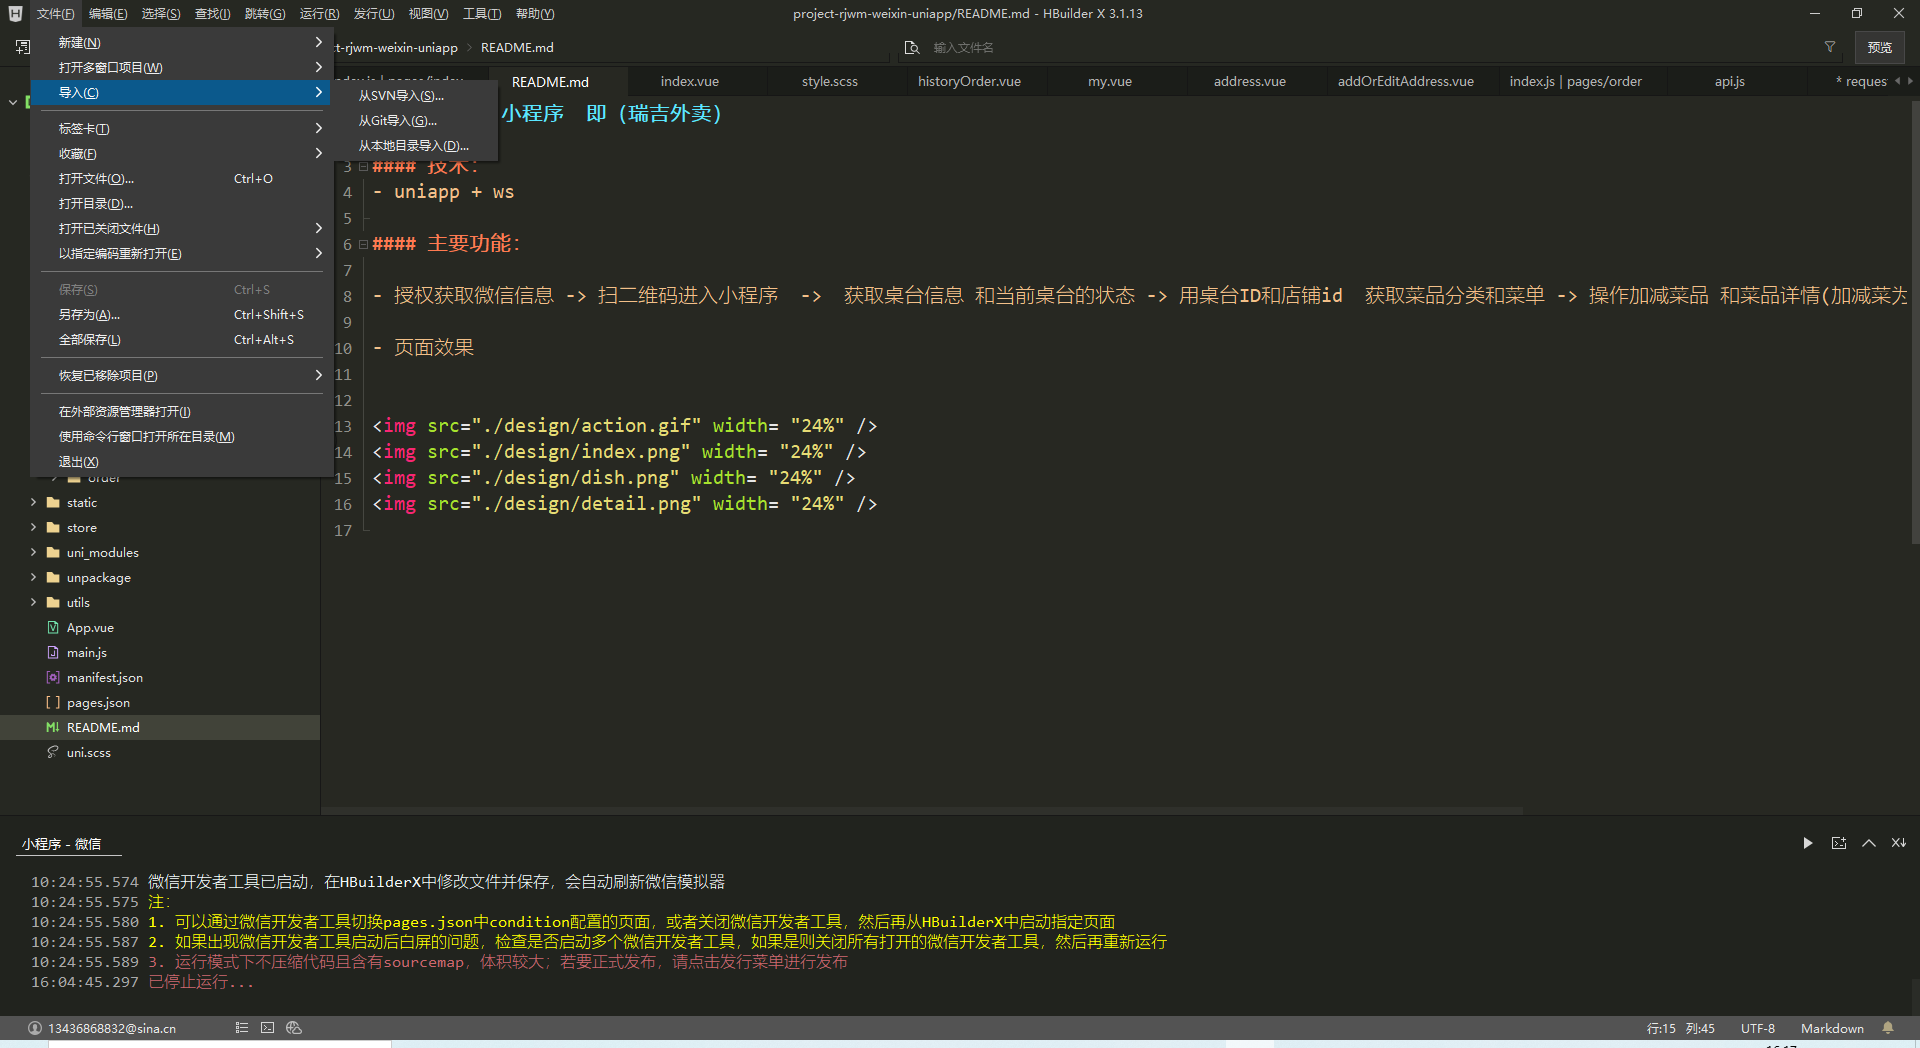 文件(F) 编辑(E) 选择(S) 查找(I) 跳转(G) 运行(R) 发行(U) 视图(V) 工具(T) 帮助(Y)
project-rjwm-weixin-uniapp/README.md - HBuilder X 3.1.13
t-rjwm-weixin-uniapp
README.md
输入文件名
预览
README.md
index.vue
style.scss
historyOrder.vue
my.vue
address.vue
addOrEditAddress.vue
index.js | pages/order
api.js
* reques
新建(N)
打开多窗口项目(W)
导入(C)
标签卡(T)
收藏(F)
打开文件(O)... Ctrl+O
打开目录(D)...
打开已关闭文件(H)
以指定编码重新打开(E)
保存(S) Ctrl+S
另存为(A)... Ctrl+Shift+S
全部保存(L) Ctrl+Alt+S
恢复已移除项目(P)
在外部资源管理器打开(I)
使用命令行窗口打开所在目录(M)
退出(X)
从SVN导入(S)...
从Git导入(G)...
从本地目录导入(D)...
order
static
store
uni_modules
unpackage
utils
App.vue
main.js
manifest.json
pages.json
README.md
uni.scss
小程序 即（瑞吉外卖）
3 #### 技术：
4 - uniapp + ws
5
6 #### 主要功能：
7
8 - 授权获取微信信息 -> 扫二维码进入小程序 -> 获取桌台信息 和当前桌台的状态 -> 用桌台ID和店铺id 获取菜品分类和菜单 -> 操作加减菜品 和菜品详情(加减菜为
9
10 - 页面效果
11
12
13 <img src="./design/action.gif" width= "24%" />
14 <img src="./design/index.png" width= "24%" />
15 <img src="./design/dish.png" width= "24%" />
16 <img src="./design/detail.png" width= "24%" />
17
小程序 - 微信
10:24:55.574 微信开发者工具已启动，在HBuilderX中修改文件并保存，会自动刷新微信模拟器
10:24:55.575 注：
10:24:55.580 1. 可以通过微信开发者工具切换pages.json中condition配置的页面，或者关闭微信开发者工具，然后再从HBuilderX中启动指定页面
10:24:55.587 2. 如果出现微信开发者工具启动后白屏的问题，检查是否启动多个微信开发者工具，如果是则关闭所有打开的微信开发者工具，然后再重新运行
10:24:55.589 3. 运行模式下不压缩代码且含有sourcemap，体积较大；若要正式发布，请点击发行菜单进行发布
16:04:45.297 已停止运行...
13436868832@sina.cn
行:15 列:45
UTF-8
Markdown